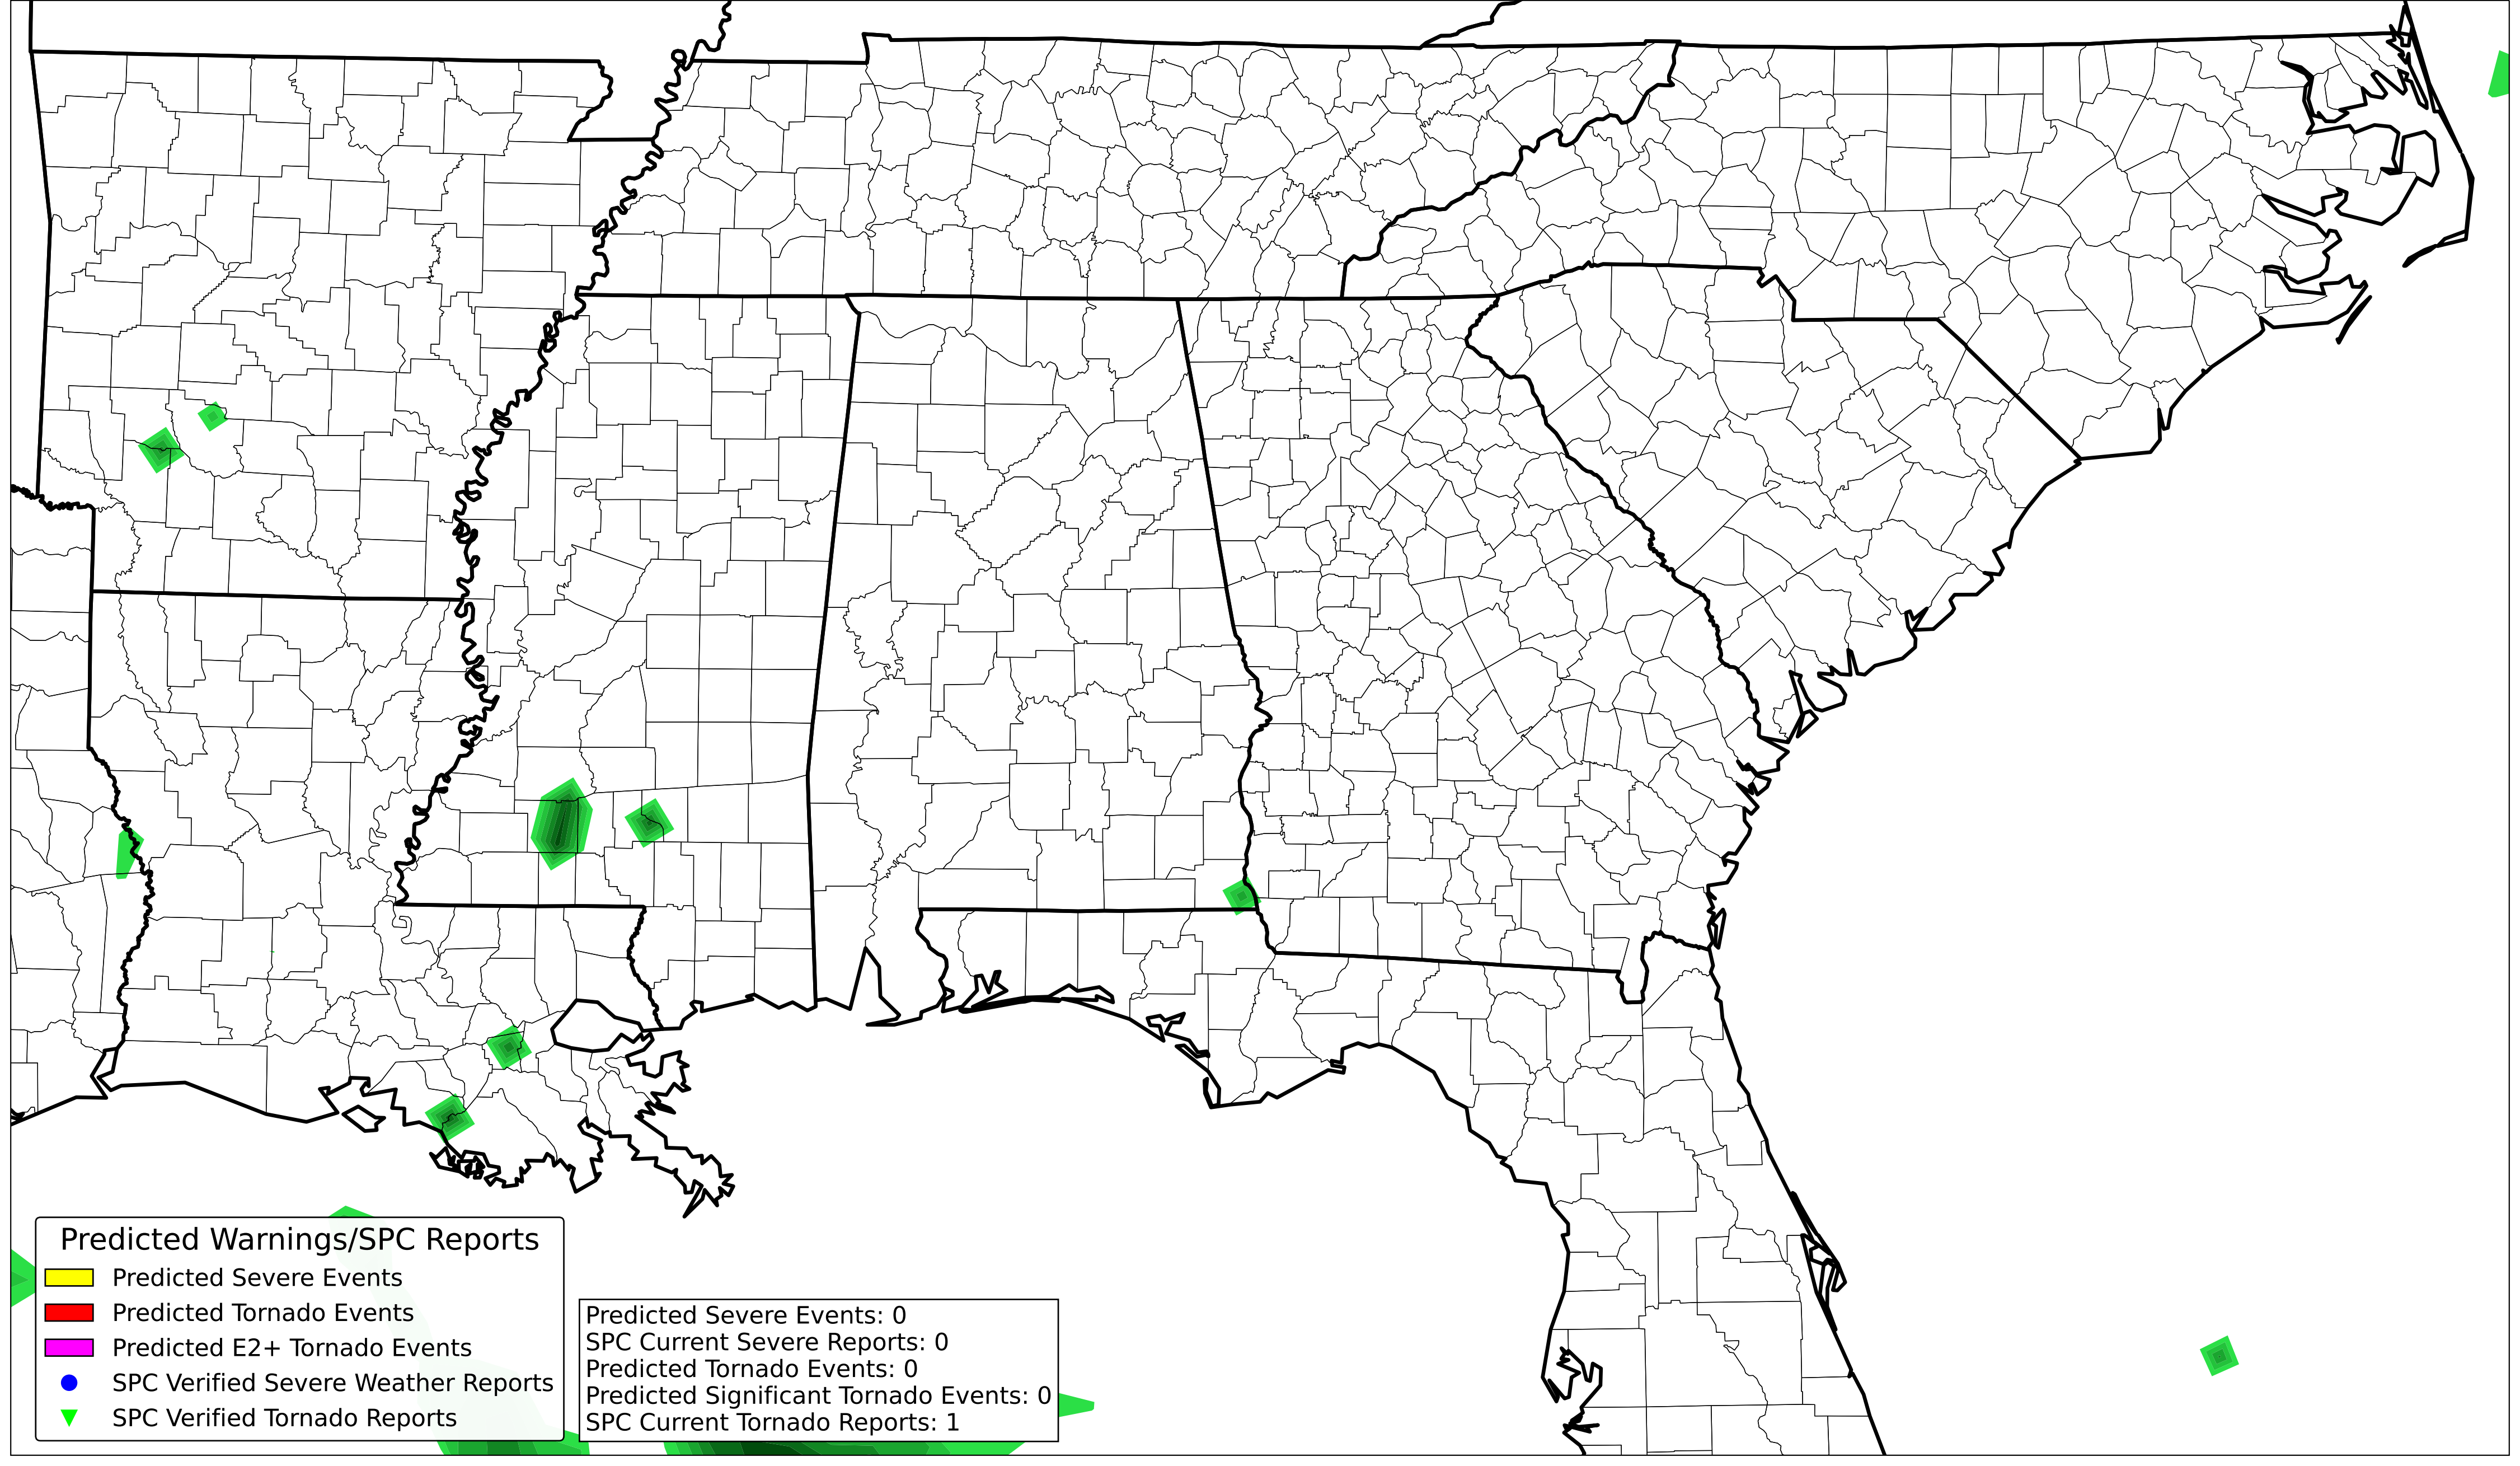 Predicted Warnings/SPC Reports
Predicted Severe Events
Predicted Tornado Events
Predicted E2+ Tornado Events
SPC Verified Severe Weather Reports
SPC Verified Tornado Reports
Predicted Severe Events: 0
SPC Current Severe Reports: 0
Predicted Tornado Events: 0
Predicted Significant Tornado Events: 0
SPC Current Tornado Reports: 1